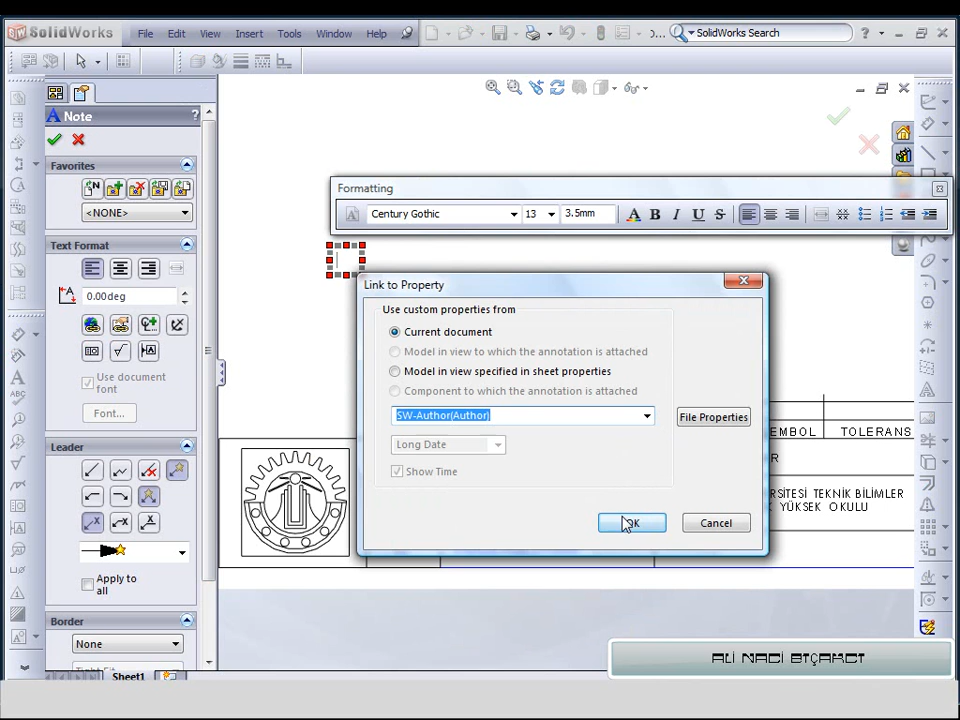 SolidWorks
File Edit View Insert Tools Window Help
SolidWorks Search
Note
?
Favorites
<NONE>
Text Format
0.00deg
Use document font
Font...
Leader
Apply to all
Border
None
Sheet1
Formatting
Century Gothic 13 3.5mm
Link to Property
Use custom properties from
Current document
Model in view to which the annotation is attached
Model in view specified in sheet properties
Component to which the annotation is attached
SW-Author(Author)
File Properties
Long Date
Show Time
OK
Cancel
EMBOL TOLERANS
R
RSİTESİ TEKNİK BİLİMLER
K YÜKSEK OKULU